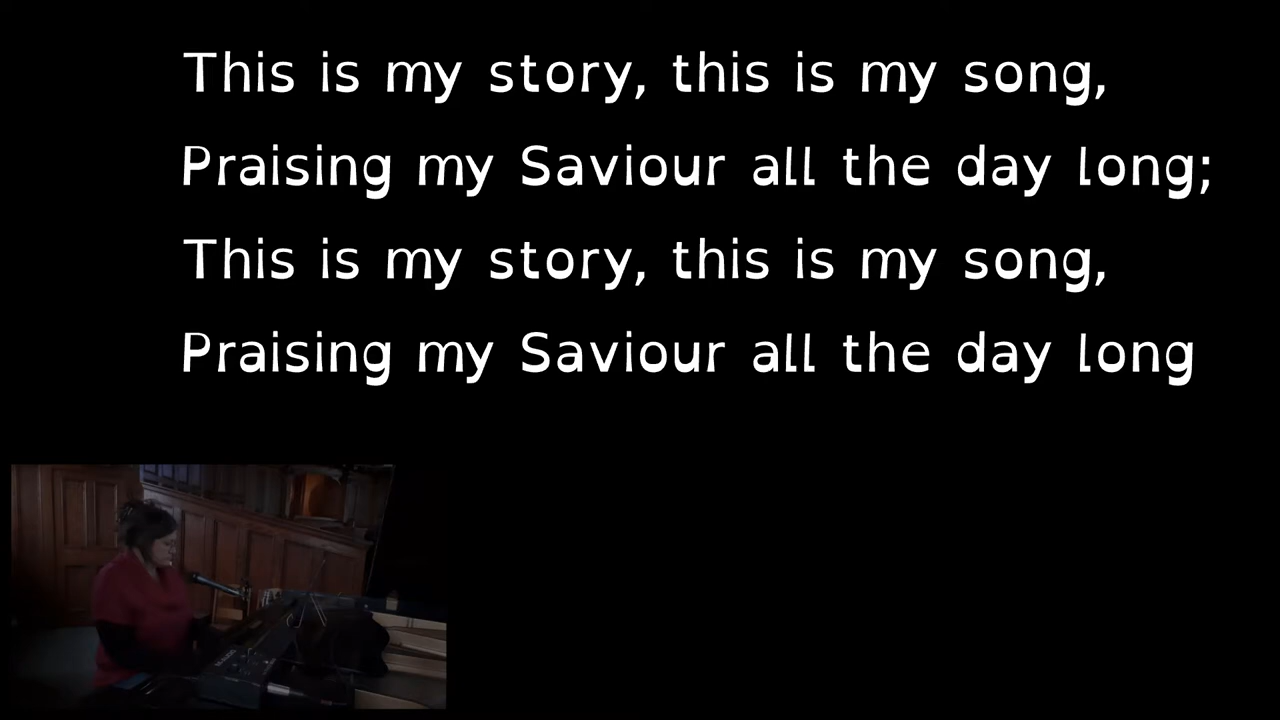 This is my story, this is my song,
Praising my Saviour all the day long;
This is my story, this is my song,
Praising my Saviour all the day long